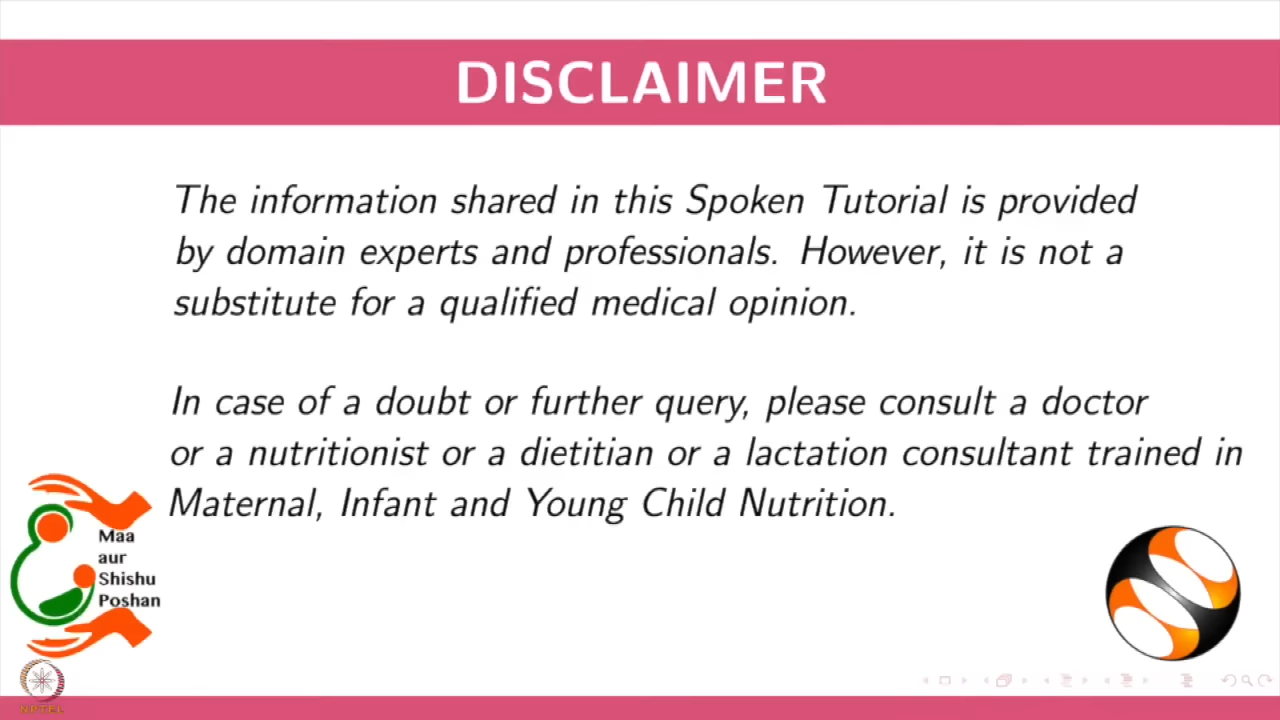 DISCLAIMER
The information shared in this Spoken Tutorial is provided
by domain experts and professionals. However, it is not a
substitute for a qualified medical opinion.
In case of a doubt or further query, please consult a doctor
or a nutritionist or a dietitian or a lactation consultant trained in
Maternal, Infant and Young Child Nutrition.
Maa
aur
Shishu
Poshan
NPTEL